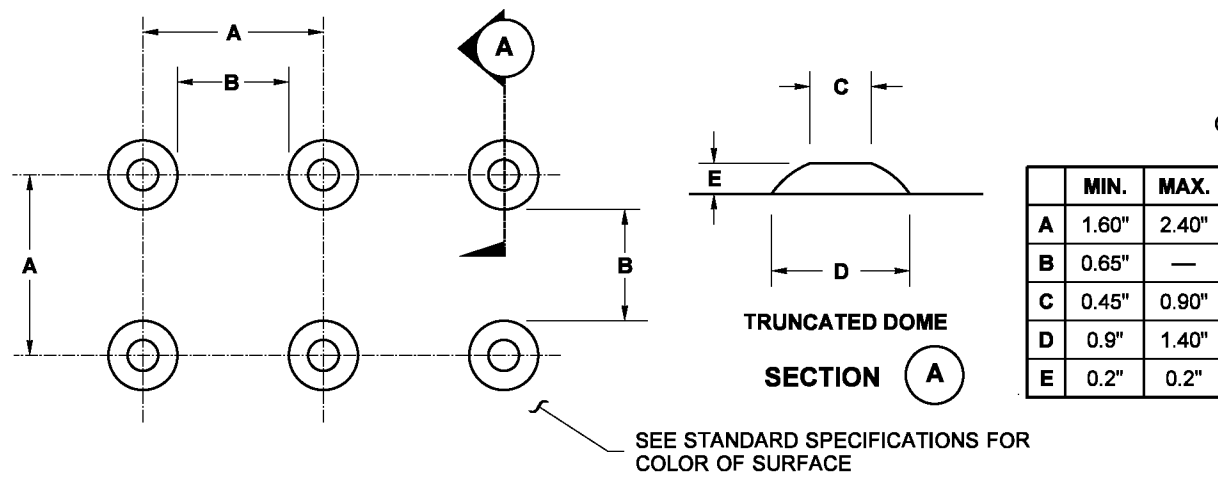 A
B
A
A
B
C
E
D
TRUNCATED DOME
SECTION A
SEE STANDARD SPECIFICATIONS FOR
COLOR OF SURFACE
MIN. MAX.
A 1.60" 2.40"
B 0.65" —
C 0.45" 0.90"
D 0.9" 1.40"
E 0.2" 0.2"